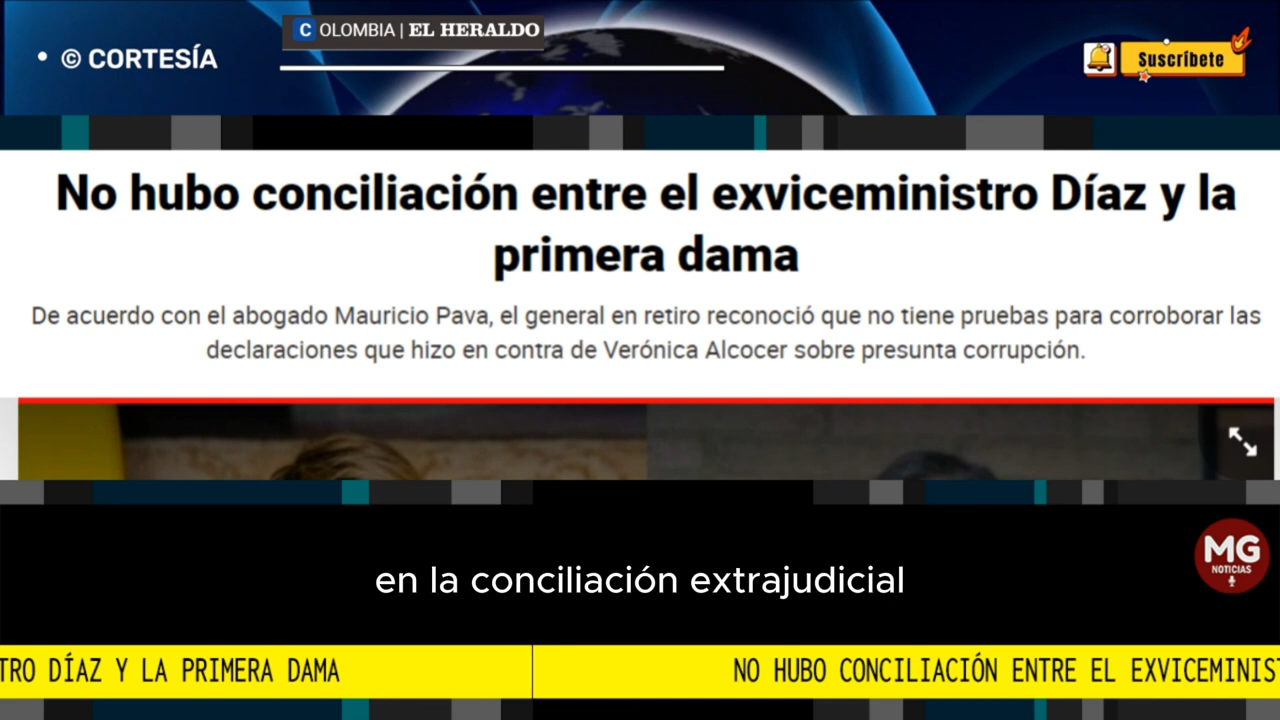 • © CORTESÍA
COLOMBIA | EL HERALDO
Suscríbete
No hubo conciliación entre el exviceministro Díaz y la
primera dama
De acuerdo con el abogado Mauricio Pava, el general en retiro reconoció que no tiene pruebas para corroborar las
declaraciones que hizo en contra de Verónica Alcocer sobre presunta corrupción.
MG
NOTICIAS
en la conciliación extrajudicial
TRO DÍAZ Y LA PRIMERA DAMA
NO HUBO CONCILIACIÓN ENTRE EL EXVICEMINIST